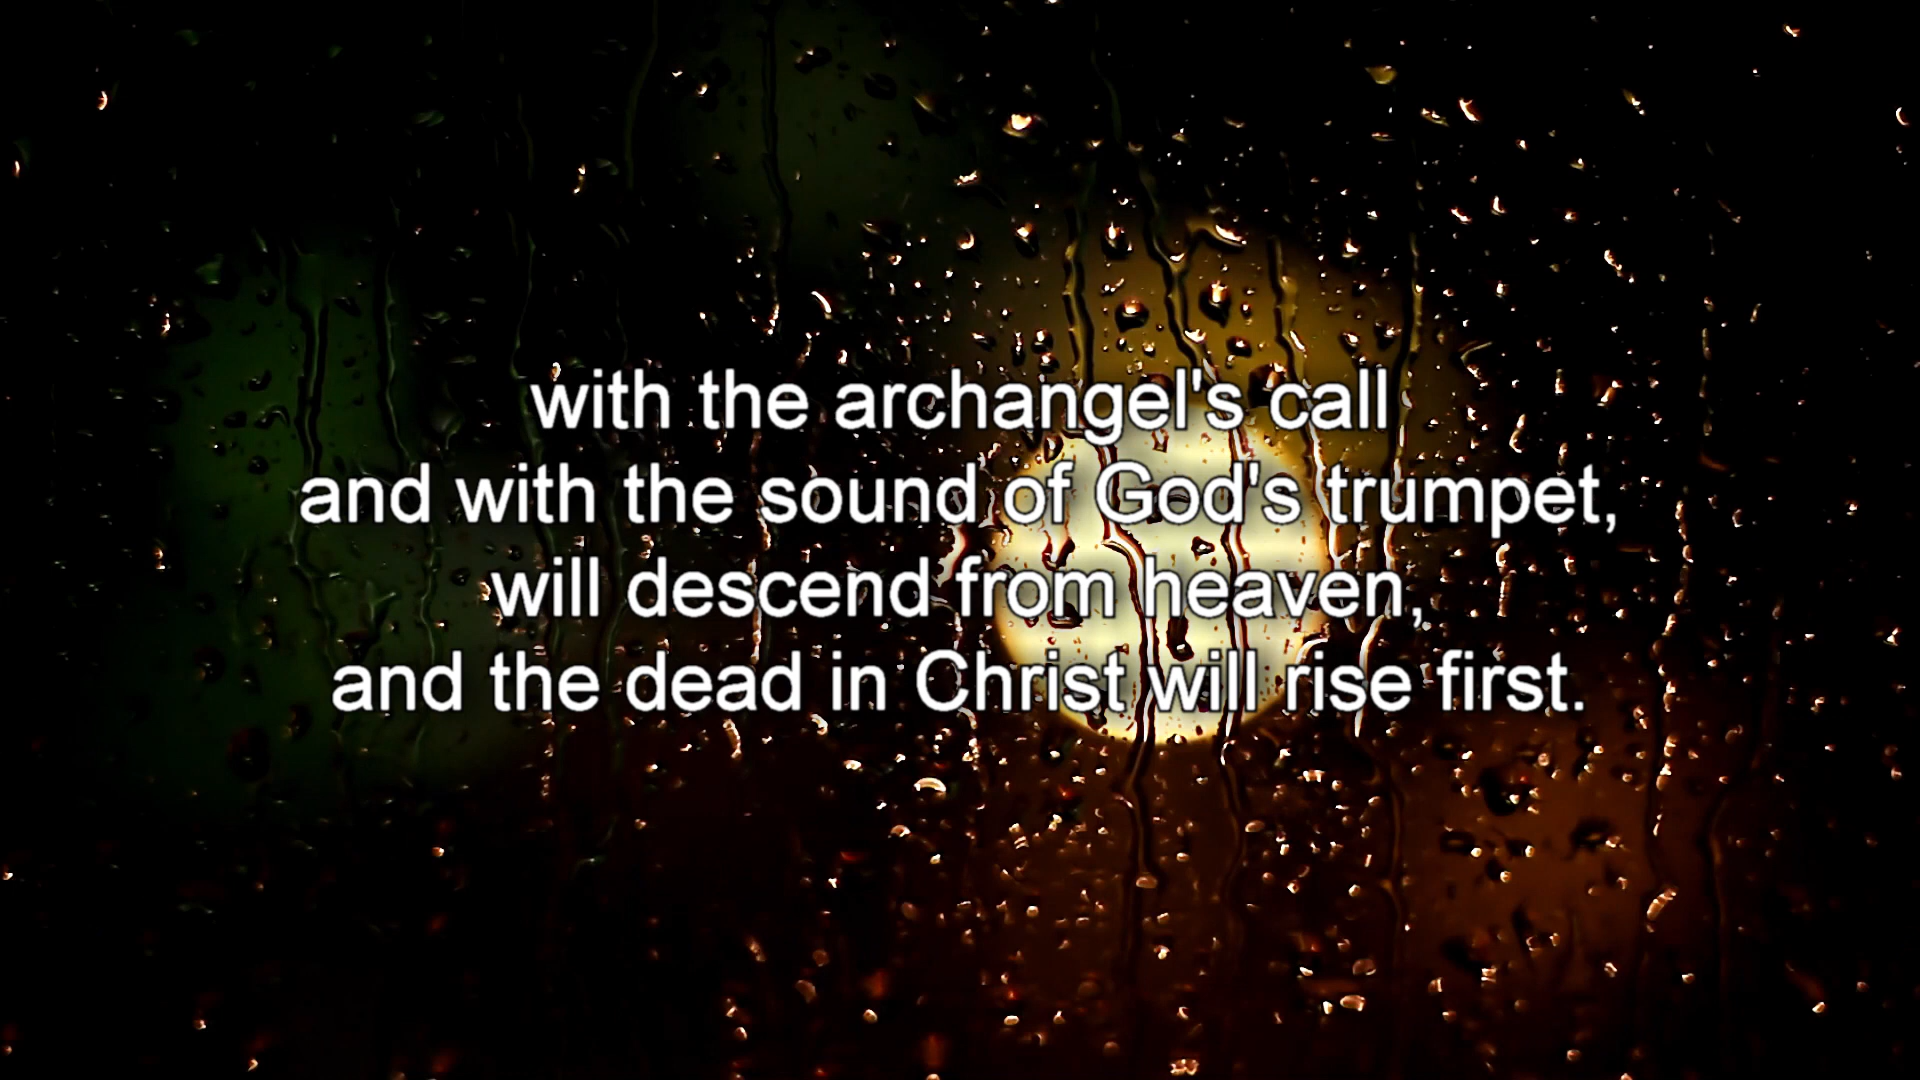 with the archangel's call
and with the sound of God's trumpet,
will descend from heaven,
and the dead in Christ will rise first.